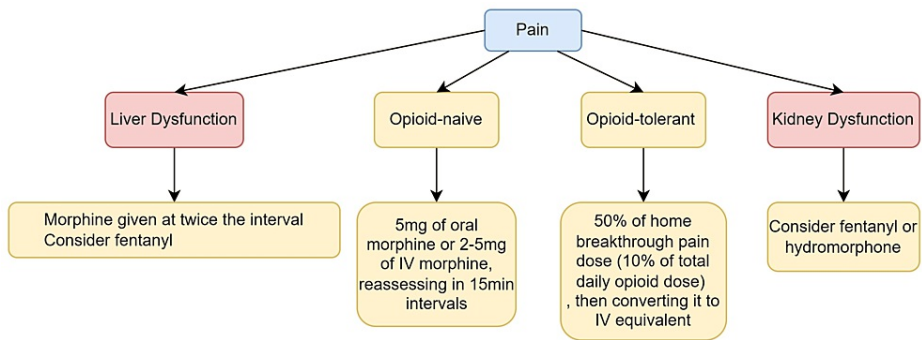 Pain
Liver Dysfunction
Opioid-naive
Opioid-tolerant
Kidney Dysfunction
Morphine given at twice the interval
Consider fentanyl
5mg of oral
morphine or 2-5mg
of IV morphine,
reassessing in 15min
intervals
50% of home
breakthrough pain
dose (10% of total
daily opioid dose)
, then converting it to
IV equivalent
Consider fentanyl or
hydromorphone